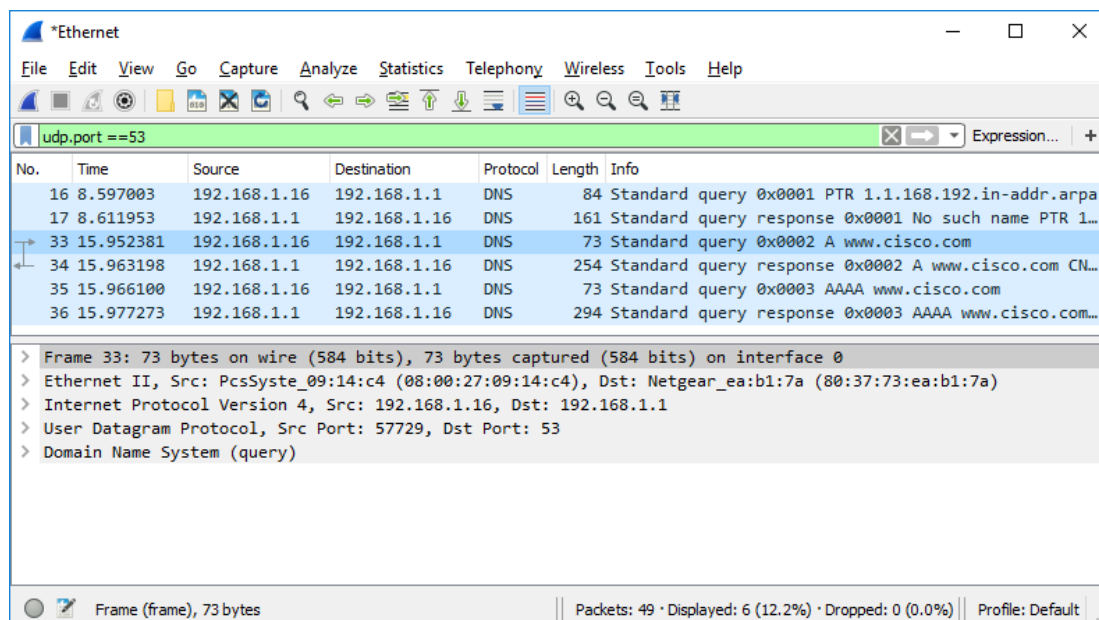 *Ethernet
File Edit View Go Capture Analyze Statistics Telephony Wireless Tools Help
udp.port ==53 Expression... +
No. Time Source Destination Protocol Length Info
16 8.597003 192.168.1.16 192.168.1.1 DNS 84 Standard query 0x0001 PTR 1.1.168.192.in-addr.arpa
17 8.611953 192.168.1.1 192.168.1.16 DNS 161 Standard query response 0x0001 No such name PTR 1…
33 15.952381 192.168.1.16 192.168.1.1 DNS 73 Standard query 0x0002 A www.cisco.com
34 15.963198 192.168.1.1 192.168.1.16 DNS 254 Standard query response 0x0002 A www.cisco.com CN…
35 15.966100 192.168.1.16 192.168.1.1 DNS 73 Standard query 0x0003 AAAA www.cisco.com
36 15.977273 192.168.1.1 192.168.1.16 DNS 294 Standard query response 0x0003 AAAA www.cisco.com…
> Frame 33: 73 bytes on wire (584 bits), 73 bytes captured (584 bits) on interface 0
> Ethernet II, Src: PcsSyste_09:14:c4 (08:00:27:09:14:c4), Dst: Netgear_ea:b1:7a (80:37:73:ea:b1:7a)
> Internet Protocol Version 4, Src: 192.168.1.16, Dst: 192.168.1.1
> User Datagram Protocol, Src Port: 57729, Dst Port: 53
> Domain Name System (query)
Frame (frame), 73 bytes Packets: 49 · Displayed: 6 (12.2%) · Dropped: 0 (0.0%) Profile: Default